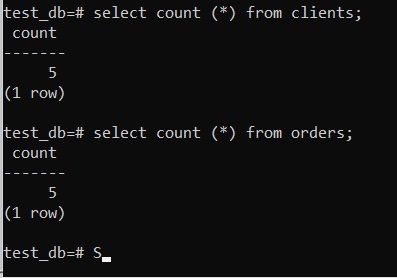 test_db=# select count (*) from clients;
 count
-------
     5
(1 row)

test_db=# select count (*) from orders;
 count
-------
     5
(1 row)

test_db=# S